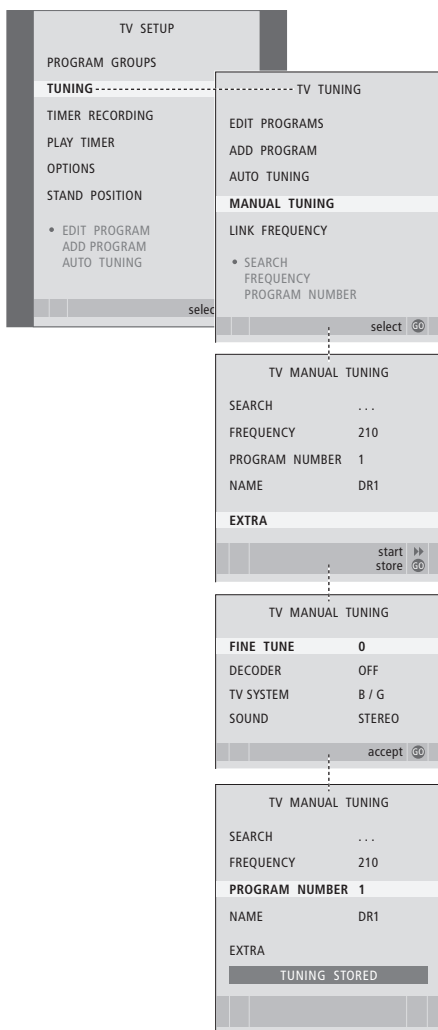 TV SETUP
PROGRAM GROUPS
TUNING
TIMER RECORDING
PLAY TIMER
OPTIONS
STAND POSITION
• EDIT PROGRAM
ADD PROGRAM
AUTO TUNING
selec
TV TUNING
EDIT PROGRAMS
ADD PROGRAM
AUTO TUNING
MANUAL TUNING
LINK FREQUENCY
• SEARCH
FREQUENCY
PROGRAM NUMBER
select GO
TV MANUAL TUNING
SEARCH ...
FREQUENCY 210
PROGRAM NUMBER 1
NAME DR1
EXTRA
start
store GO
TV MANUAL TUNING
FINE TUNE 0
DECODER OFF
TV SYSTEM B / G
SOUND STEREO
accept GO
TV MANUAL TUNING
SEARCH ...
FREQUENCY 210
PROGRAM NUMBER 1
NAME DR1
EXTRA
TUNING STORED